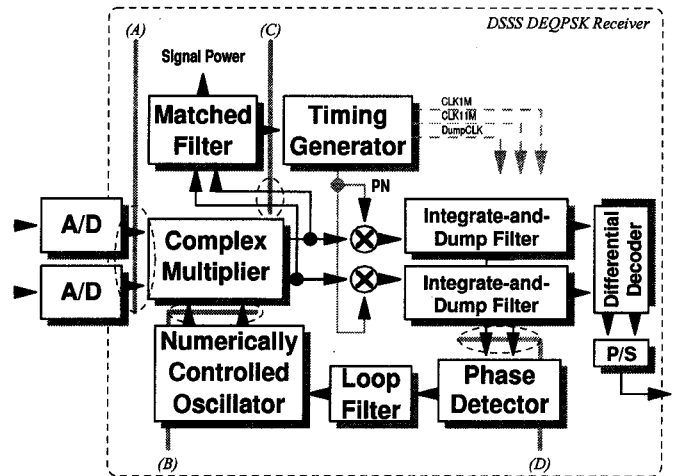 (A)
(C)
DSSS DEQPSK Receiver
Signal Power
Matched
Filter
Timing
Generator
CLK1M
CLK11M
DumpCLK
PN
A/D
A/D
Complex
Multiplier
Integrate-and-
Dump Filter
Integrate-and-
Dump Filter
Differential
Decoder
P/S
Numerically
Controlled
Oscillator
Loop
Filter
Phase
Detector
(B)
(D)